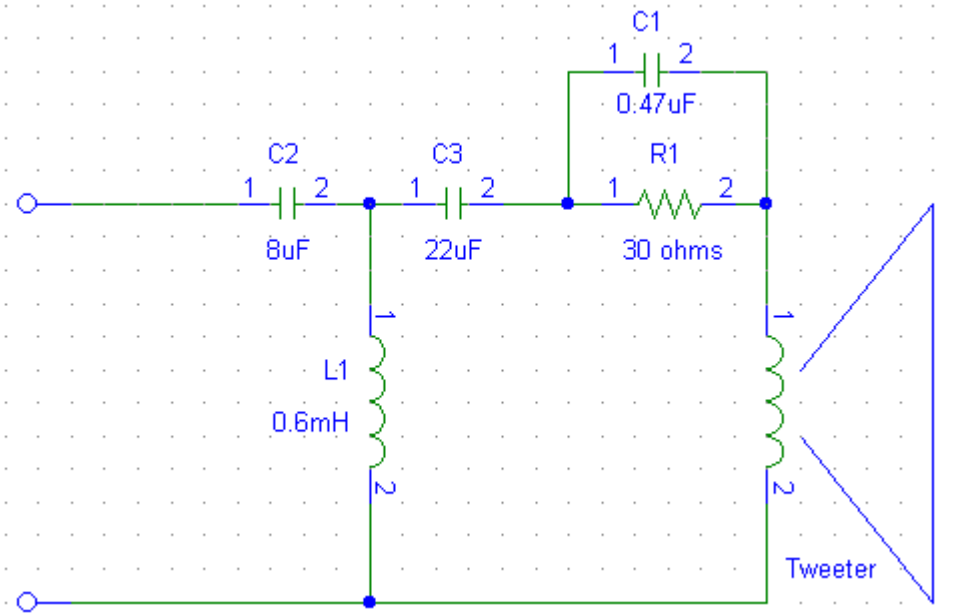 C1
1 2
0.47uF
C2 C3 R1
1 2 1 2 1 2
8uF 22uF 30 ohms
1 1
L1
0.6mH
2 2
Tweeter